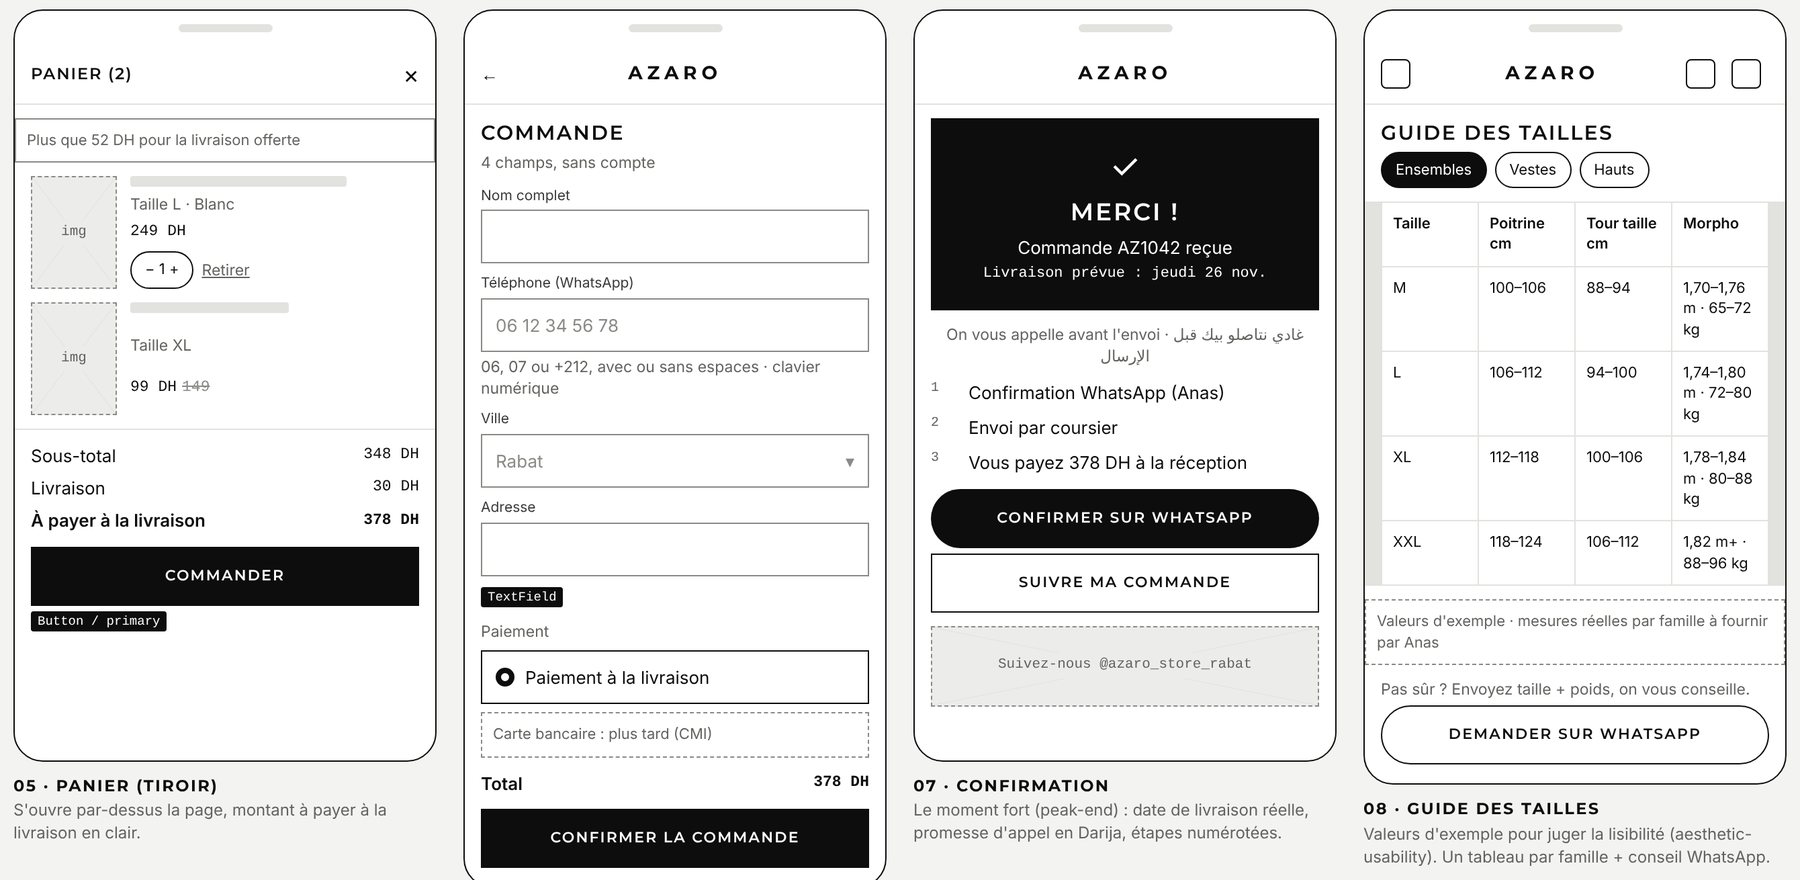 PANIER (2)
×
Plus que 52 DH pour la livraison offerte
img
Taille L · Blanc
249 DH
− 1 +
Retirer
img
Taille XL
99 DH 149
Sous-total
348 DH
Livraison
30 DH
À payer à la livraison
378 DH
COMMANDER
Button / primary
05 · PANIER (TIROIR)
S'ouvre par-dessus la page, montant à payer à la
livraison en clair.
← AZARO
COMMANDE
4 champs, sans compte
Nom complet
Téléphone (WhatsApp)
06 12 34 56 78
06, 07 ou +212, avec ou sans espaces · clavier
numérique
Ville
Rabat ▾
Adresse
TextField
Paiement
Paiement à la livraison
Carte bancaire : plus tard (CMI)
Total
378 DH
CONFIRMER LA COMMANDE
AZARO
✓
MERCI !
Commande AZ1042 reçue
Livraison prévue : jeudi 26 nov.
On vous appelle avant l'envoi · غادي نتاصلو بيك قبل
الإرسال
1 Confirmation WhatsApp (Anas)
2 Envoi par coursier
3 Vous payez 378 DH à la réception
CONFIRMER SUR WHATSAPP
SUIVRE MA COMMANDE
Suivez-nous @azaro_store_rabat
07 · CONFIRMATION
Le moment fort (peak-end) : date de livraison réelle,
promesse d'appel en Darija, étapes numérotées.
AZARO
GUIDE DES TAILLES
Ensembles
Vestes
Hauts
Taille
Poitrine
cm
Tour taille
cm
Morpho
M
100–106
88–94
1,70–1,76
m · 65–72
kg
L
106–112
94–100
1,74–1,80
m · 72–80
kg
XL
112–118
100–106
1,78–1,84
m · 80–88
kg
XXL
118–124
106–112
1,82 m+ ·
88–96 kg
Valeurs d'exemple · mesures réelles par famille à fournir
par Anas
Pas sûr ? Envoyez taille + poids, on vous conseille.
DEMANDER SUR WHATSAPP
08 · GUIDE DES TAILLES
Valeurs d'exemple pour juger la lisibilité (aesthetic-
usability). Un tableau par famille + conseil WhatsApp.